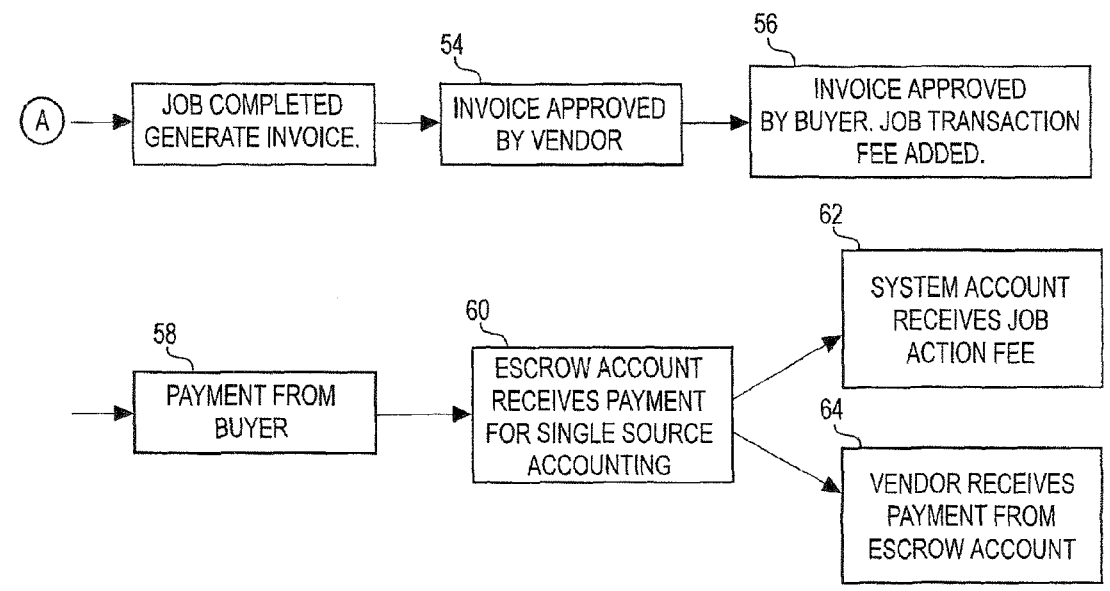 54
56
A
JOB COMPLETED
GENERATE INVOICE.
INVOICE APPROVED
BY VENDOR
INVOICE APPROVED
BY BUYER. JOB TRANSACTION
FEE ADDED.
58
PAYMENT FROM
BUYER
60
ESCROW ACCOUNT
RECEIVES PAYMENT
FOR SINGLE SOURCE
ACCOUNTING
62
SYSTEM ACCOUNT
RECEIVES JOB
ACTION FEE
64
VENDOR RECEIVES
PAYMENT FROM
ESCROW ACCOUNT